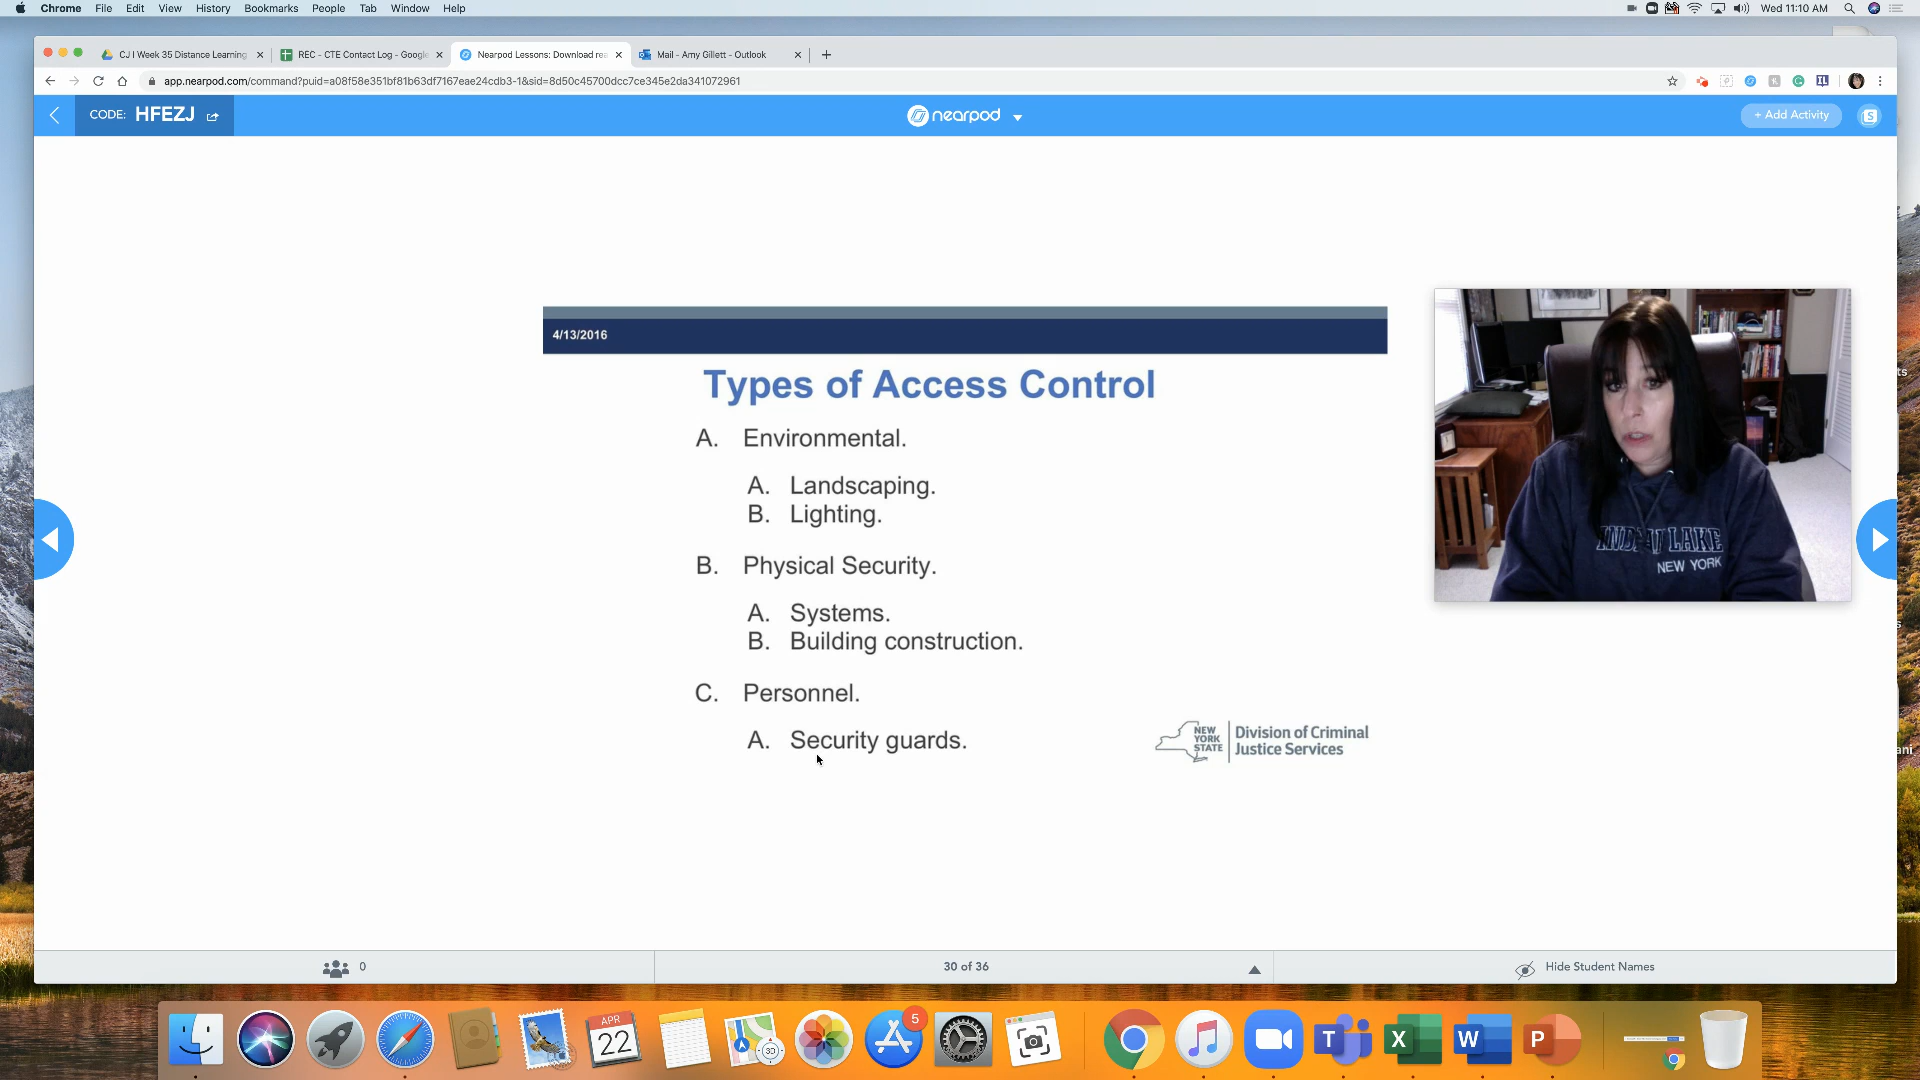 Chrome File Edit View History Bookmarks People Tab Window Help
Wed 11:10 AM
CJ I Week 35 Distance Learning
REC - CTE Contact Log - Google
Nearpod Lessons: Download rea
Mail - Amy Gillett - Outlook
app.nearpod.com/command?puid=a08f58e351bf81b63df7167eae24cdb3-1&sid=8d50c45700dcc7ce345e2da341072961
CODE: HFEZJ
nearpod
+ Add Activity
S
4/13/2016
Types of Access Control
A. Environmental.
A. Landscaping.
B. Lighting.
B. Physical Security.
A. Systems.
B. Building construction.
C. Personnel.
A. Security guards.
NEW YORK STATE
Division of Criminal
Justice Services
INDIAN LAKE
NEW YORK
0
30 of 36
Hide Student Names
APR
22
3D
5
T
X
W
P